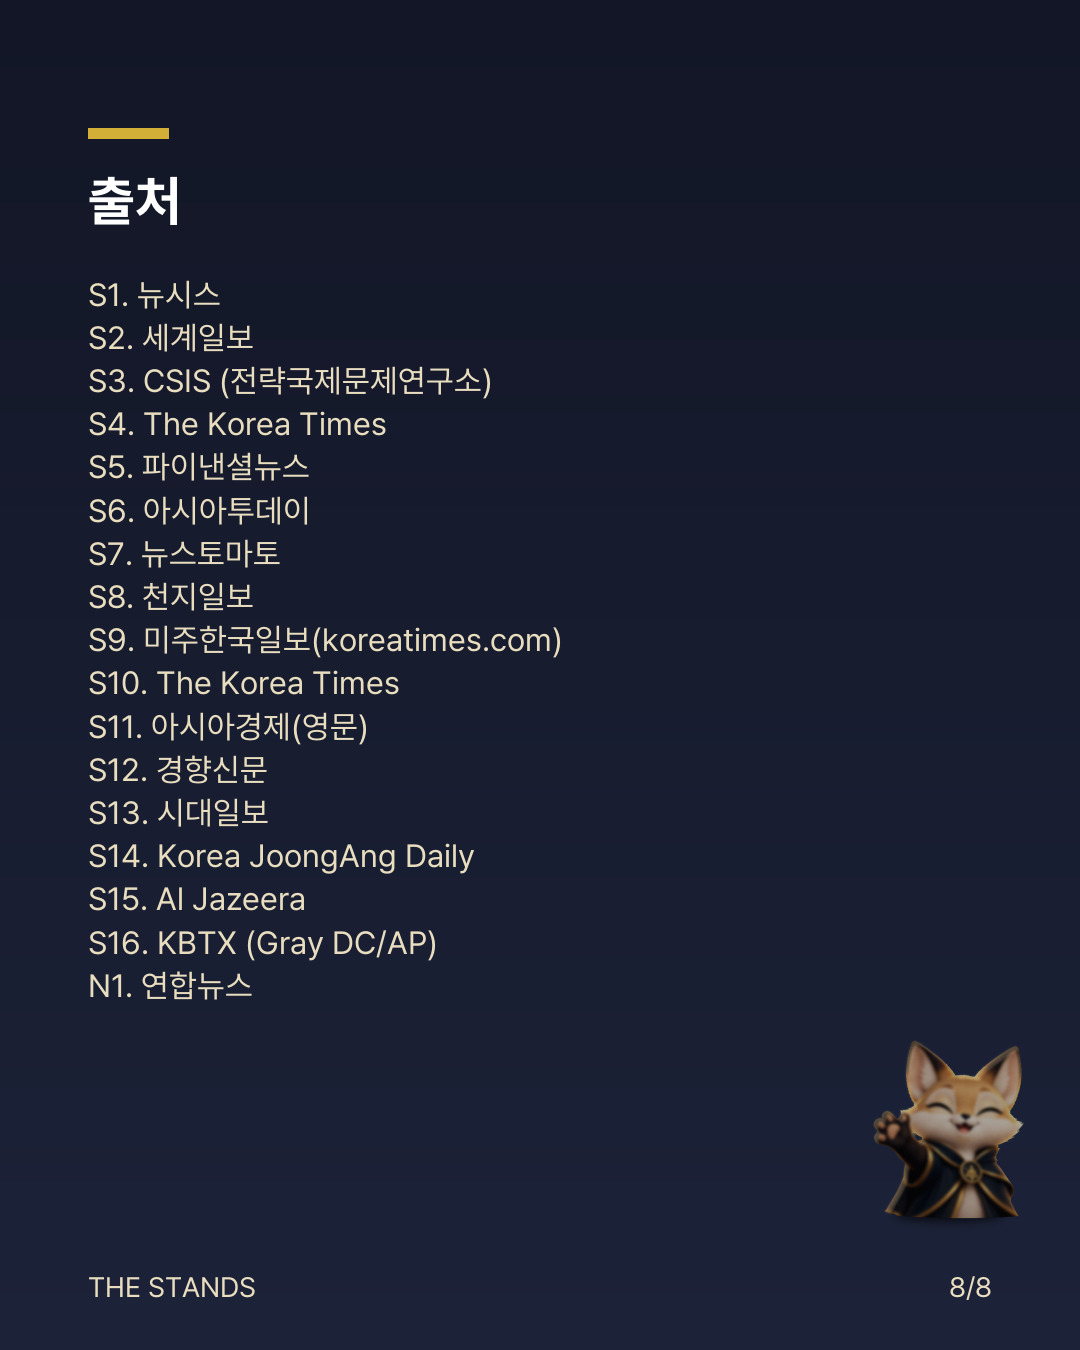 출처
S1. 뉴시스
S2. 세계일보
S3. CSIS (전략국제문제연구소)
S4. The Korea Times
S5. 파이낸셜뉴스
S6. 아시아투데이
S7. 뉴스토마토
S8. 천지일보
S9. 미주한국일보(koreatimes.com)
S10. The Korea Times
S11. 아시아경제(영문)
S12. 경향신문
S13. 시대일보
S14. Korea JoongAng Daily
S15. Al Jazeera
S16. KBTX (Gray DC/AP)
N1. 연합뉴스
THE STANDS
8/8